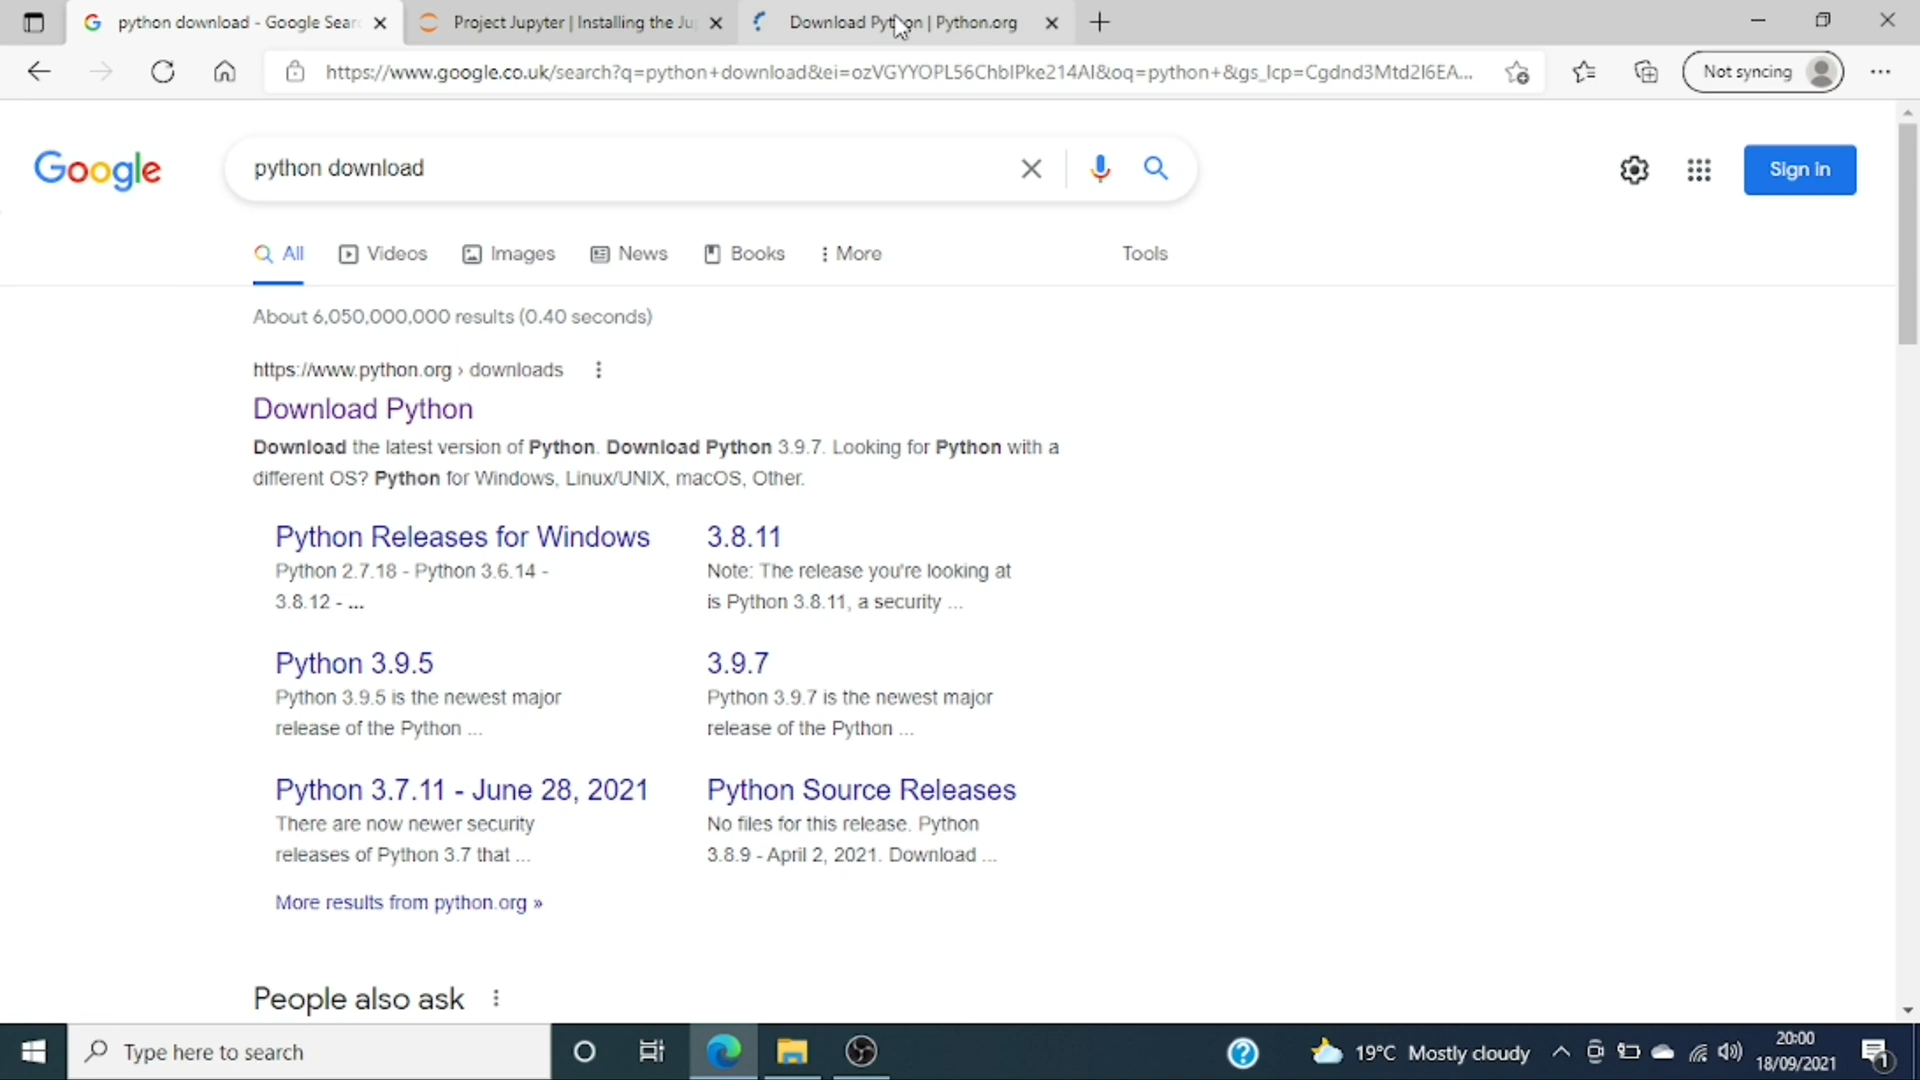 python download - Google Sear
Project Jupyter | Installing the Ju
Download Python | Python.org
https://www.google.co.uk/search?q=python+download&ei=ozVGYYOPL56ChbIPke214AI&oq=python+&gs_lcp=Cgdnd3Mtd2l6EA...
Not syncing
Google
python download
Sign in
All
Videos
Images
News
Books
More
Tools
About 6,050,000,000 results (0.40 seconds)
https://www.python.org › downloads
Download Python
Download the latest version of Python. Download Python 3.9.7. Looking for Python with a
different OS? Python for Windows, Linux/UNIX, macOS, Other.
Python Releases for Windows
Python 2.7.18 - Python 3.6.14 -
3.8.12 - ...
3.8.11
Note: The release you're looking at
is Python 3.8.11, a security ...
Python 3.9.5
Python 3.9.5 is the newest major
release of the Python ...
3.9.7
Python 3.9.7 is the newest major
release of the Python ...
Python 3.7.11 - June 28, 2021
There are now newer security
releases of Python 3.7 that ...
Python Source Releases
No files for this release. Python
3.8.9 - April 2, 2021. Download ...
More results from python.org »
People also ask
Type here to search
19°C Mostly cloudy
20:00
18/09/2021
1